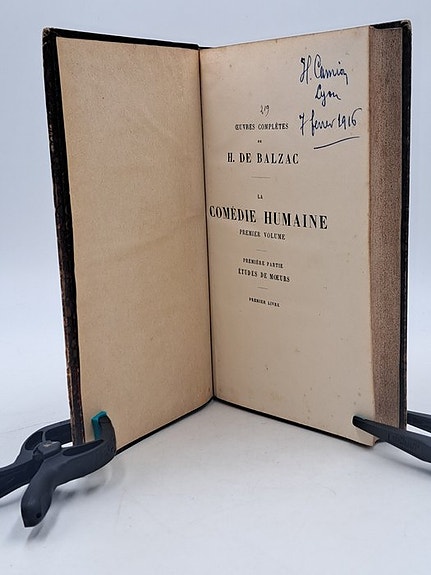 H. Camion
Lyon
7 fevrier 1916
219
ŒUVRES COMPLÈTES
DE
H. DE BALZAC
LA
COMÉDIE HUMAINE
PREMIER VOLUME
PREMIÈRE PARTIE
ÉTUDES DE MŒURS
PREMIER LIVRE